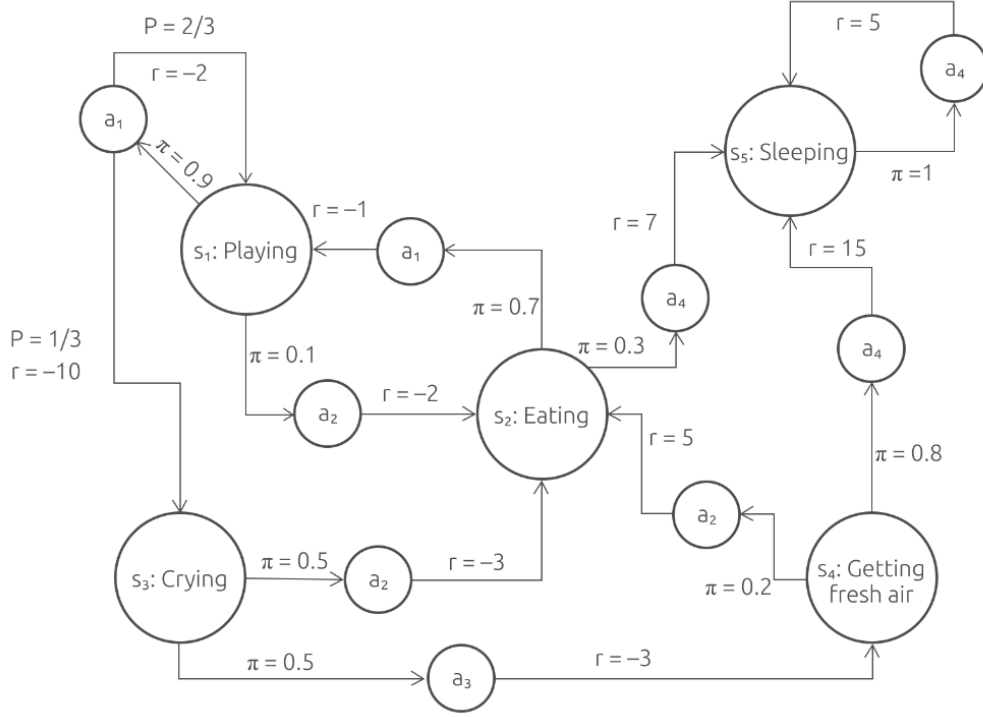 P = 2/3
r = –2
a₁
π = 0.9
s₁: Playing
r = –1
a₁
π = 0.7
π = 0.1
P = 1/3
r = –10
a₂
r = –2
s₂: Eating
π = 0.3
a₄
r = 7
r = 5
a₄
s₅: Sleeping
π =1
r = 15
a₄
π = 0.8
r = 5
a₂
π = 0.2
s₄: Getting
fresh air
s₃: Crying
π = 0.5
a₂
r = –3
π = 0.5
a₃
r = –3